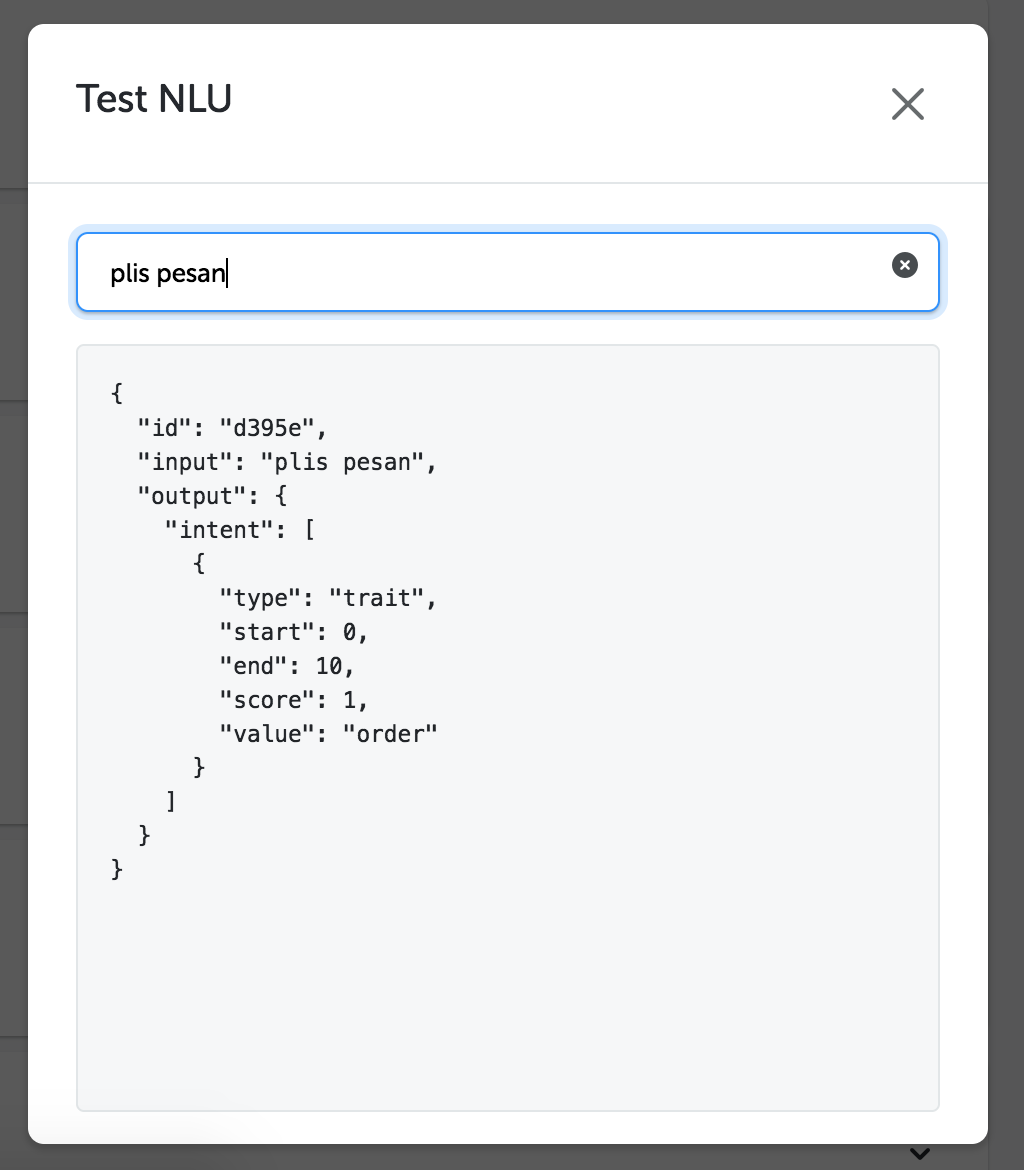 Test NLU
plis pesan
{
  "id": "d395e",
  "input": "plis pesan",
  "output": {
    "intent": [
      {
        "type": "trait",
        "start": 0,
        "end": 10,
        "score": 1,
        "value": "order"
      }
    ]
  }
}